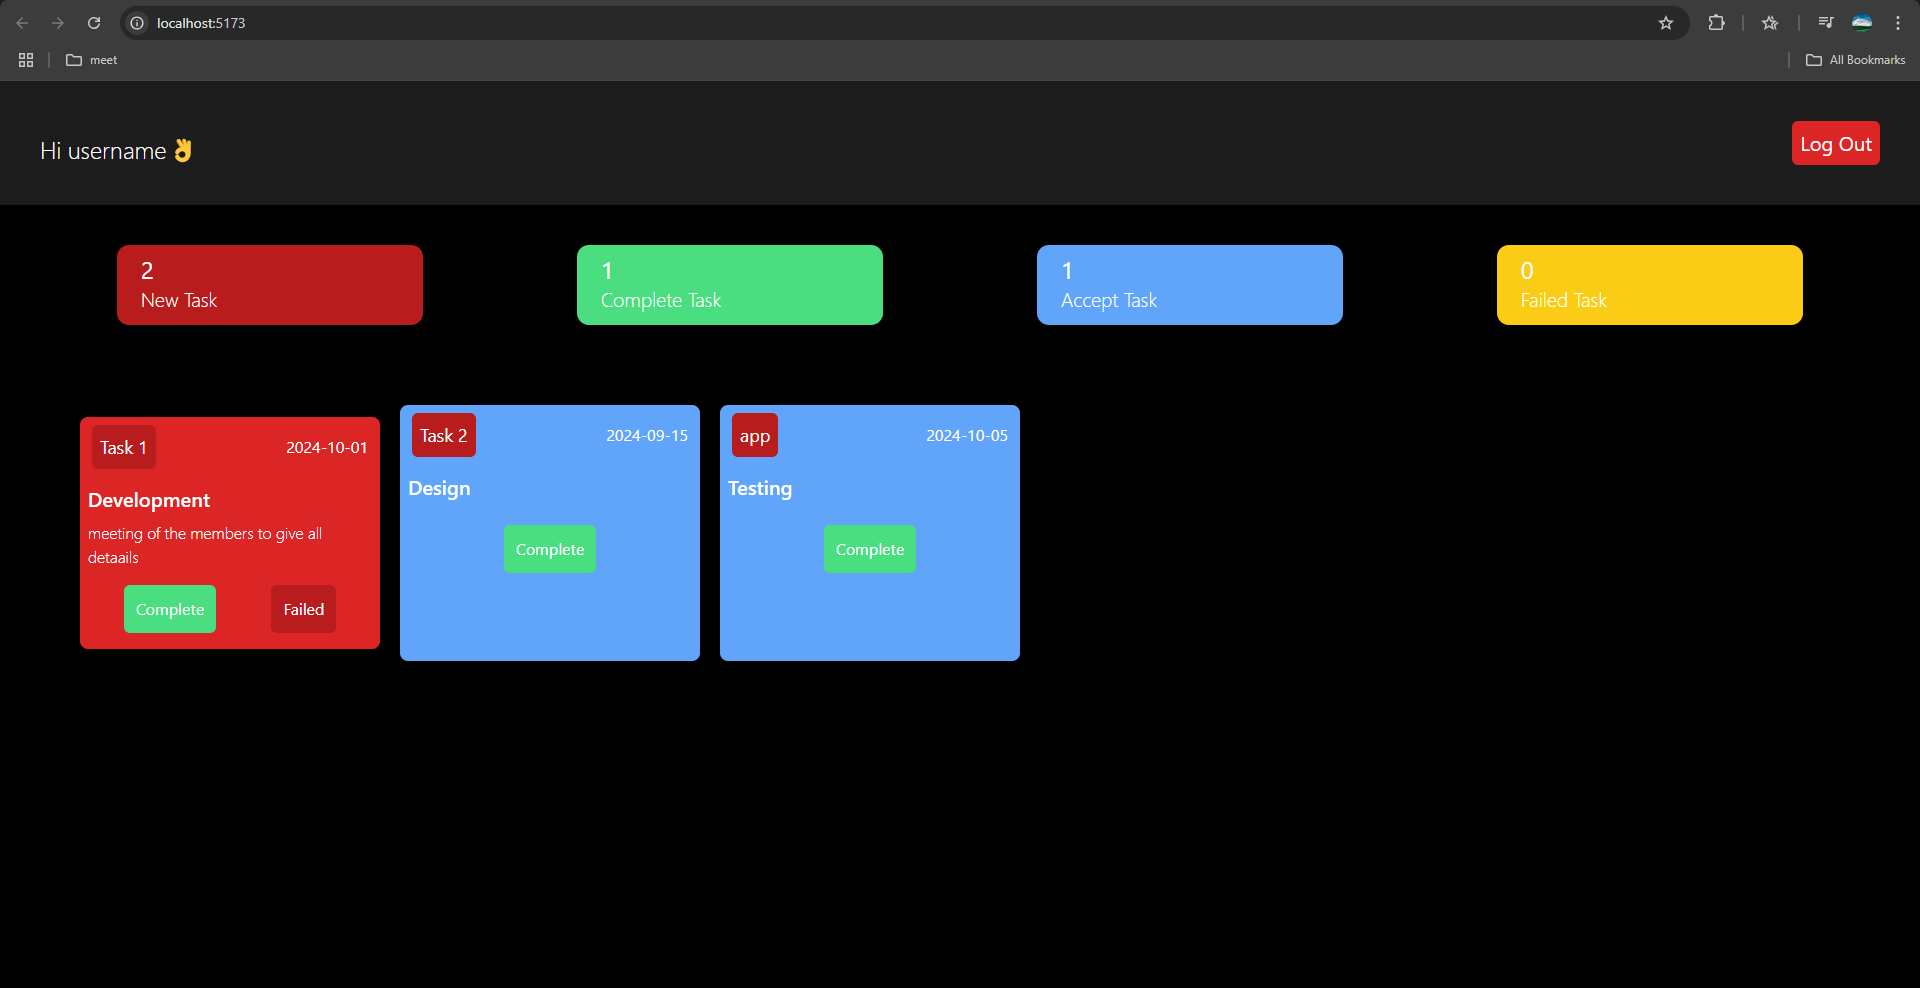 localhost:5173
meet
All Bookmarks
Hi username 👌
Log Out
2
New Task
1
Complete Task
1
Accept Task
0
Failed Task
Task 1
2024-10-01
Development
meeting of the members to give all
detaails
Complete
Failed
Task 2
2024-09-15
Design
Complete
app
2024-10-05
Testing
Complete